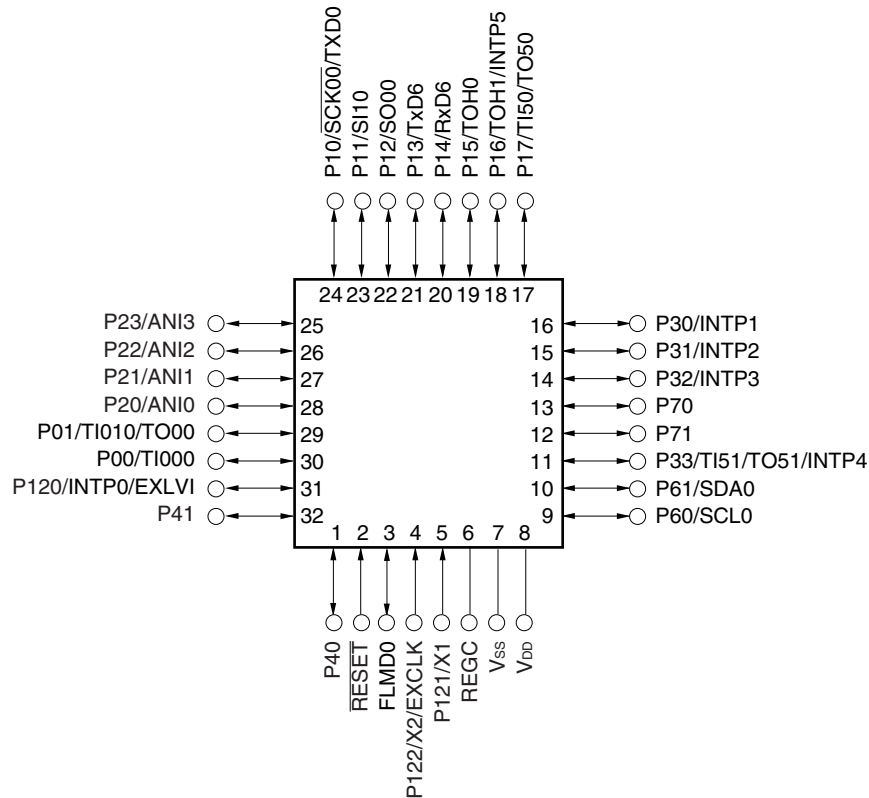 P10/SCK00/TXD0
P11/SI10
P12/SO00
P13/TxD6
P14/RxD6
P15/TOH0
P16/TOH1/INTP5
P17/TI50/TO50
24 23 22 21 20 19 18 17
P23/ANI3 25
P22/ANI2 26
P21/ANI1 27
P20/ANI0 28
P01/TI010/TO00 29
P00/TI000 30
P120/INTP0/EXLVI 31
P41 32
16 P30/INTP1
15 P31/INTP2
14 P32/INTP3
13 P70
12 P71
11 P33/TI51/TO51/INTP4
10 P61/SDA0
9 P60/SCL0
1 2 3 4 5 6 7 8
P40
RESET
FLMD0
P122/X2/EXCLK
P121/X1
REGC
VSS
VDD